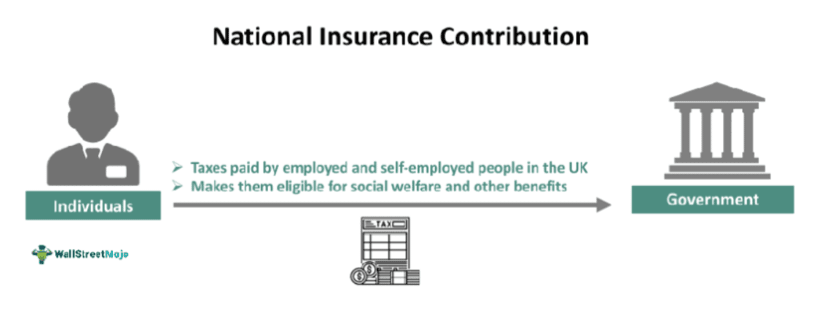 National Insurance Contribution
➢ Taxes paid by employed and self-employed people in the UK
➢ Makes them eligible for social welfare and other benefits
Individuals
Government
TAX
WallStreetMojo